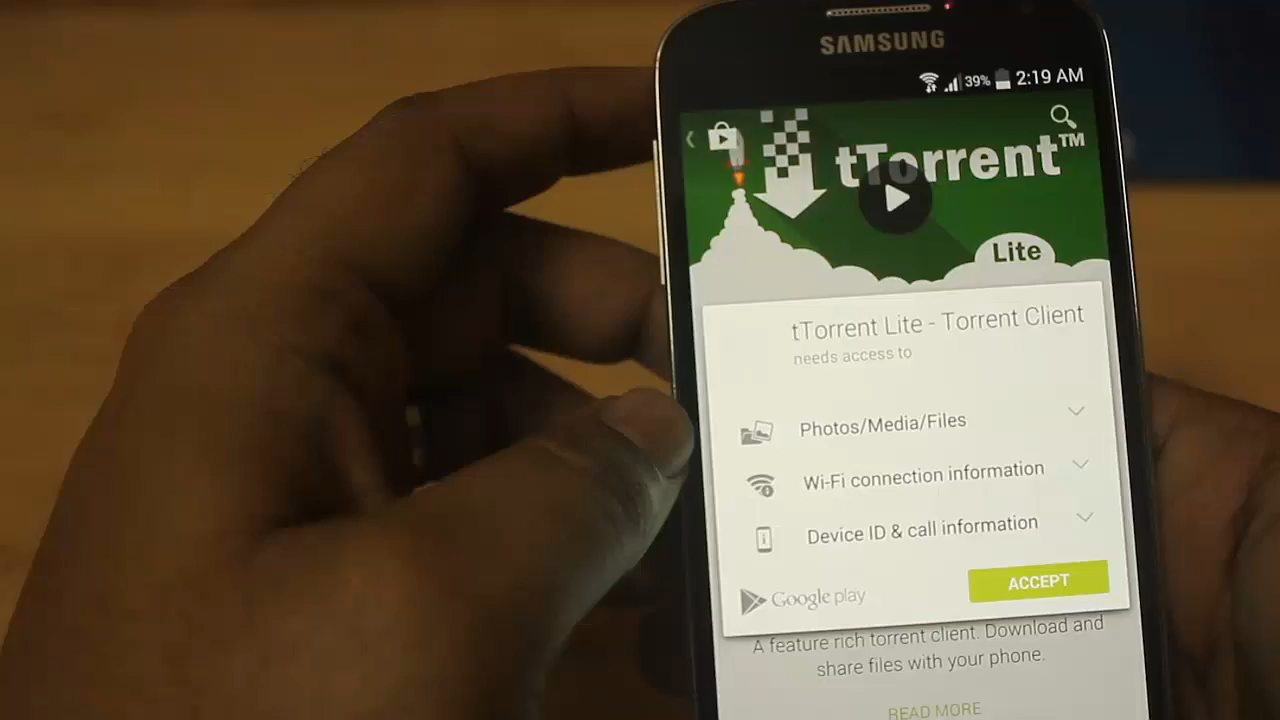 SAMSUNG
39% 2:19 AM
tTorrent™
Lite
tTorrent Lite - Torrent Client
needs access to
Photos/Media/Files
Wi-Fi connection information
Device ID & call information
Google play
ACCEPT
A feature rich torrent client. Download and
share files with your phone.
READ MORE